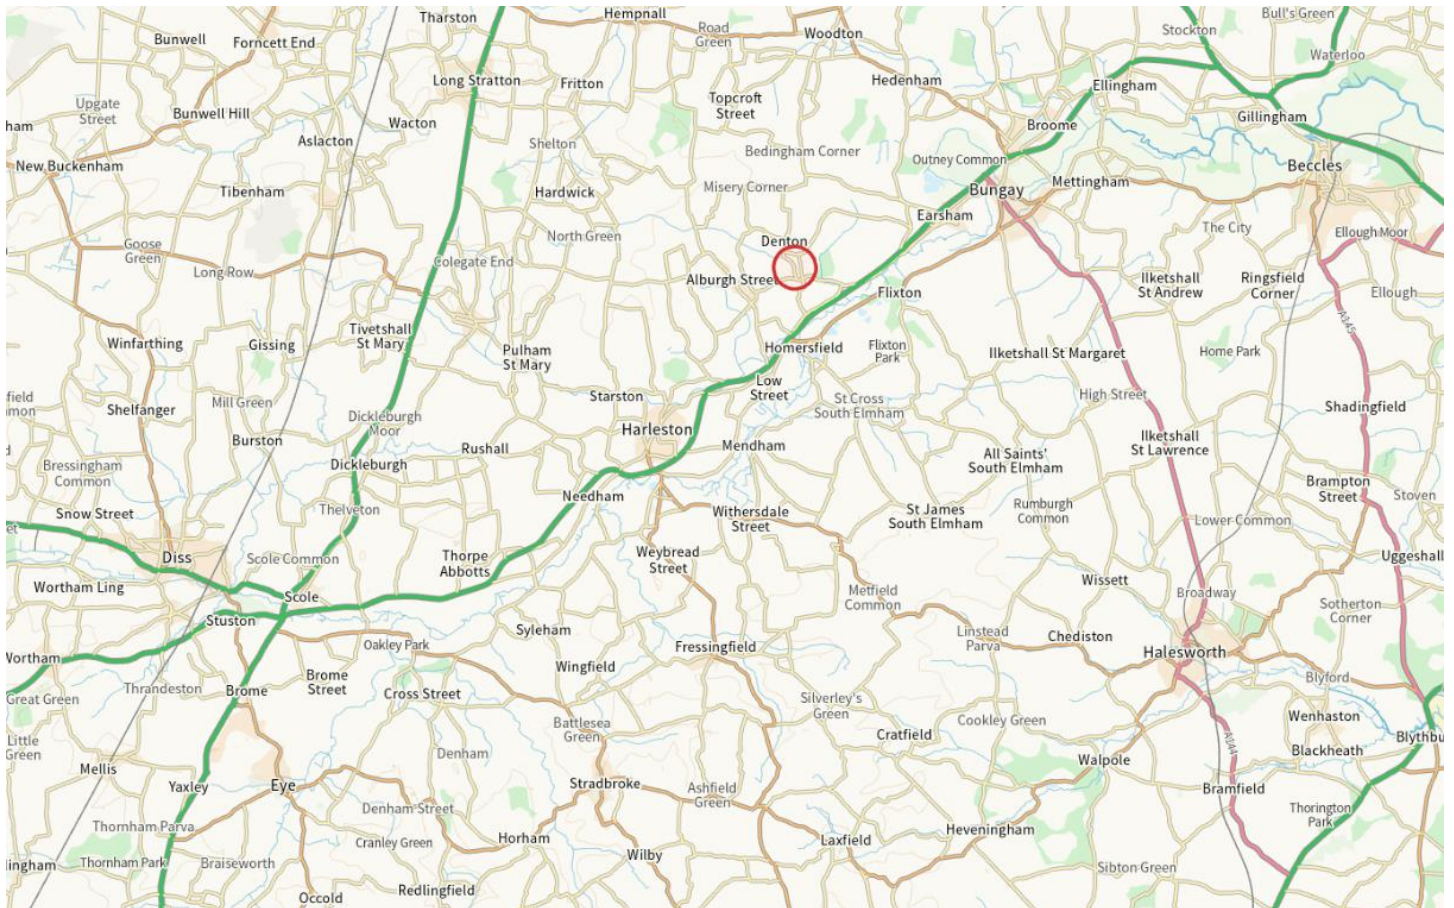 Tharston
Hempnall
Bull's Green
Bunwell
Forncett End
Road
Green
Woodton
Stockton
Waterloo
Long Stratton
Fritton
Hedenham
Ellingham
Upgate
Street
Bunwell Hill
Topcroft
Street
Gillingham
ham
Wacton
Broome
Aslacton
Shelton
Bedingham Corner
Outney Common
New Buckenham
Beccles
Tibenham
Hardwick
Misery Corner
Bungay
Mettingham
Earsham
The City
Ellough Moor
Goose
Green
North Green
Denton
Long Row
Colegate End
Alburgh Street
Flixton
Ilketshall
St Andrew
Ringsfield
Corner
Ellough
A145
Winfarthing
Gissing
Tivetshall
St Mary
Pulham
St Mary
Homersfield
Flixton
Park
Ilketshall St Margaret
Home Park
field
mon
Shelfanger
Mill Green
Starston
Low
Street
St Cross
South Elmham
High Street
Shadingfield
Dickleburgh
Moor
Burston
Harleston
Rushall
Mendham
Ilketshall
St Lawrence
d
Bressingham
Common
Dickleburgh
All Saints'
South Elmham
Brampton
Street
Stoven
Needham
Snow Street
Thelveton
Withersdale
Street
St James
South Elmham
Rumburgh
Common
Lower Common
et
Diss
Scole Common
Thorpe
Abbotts
Weybread
Street
Uggeshall
Wortham Ling
Scole
Metfield
Common
Wissett
Broadway
Sotherton
Corner
Stuston
Syleham
Linstead
Parva
Chediston
Halesworth
Wortham
Oakley Park
Fressingfield
Wingfield
Great Green
Thrandeston
Brome
Brome
Street
Cross Street
Silverley's
Green
Blyford
Battlesea
Green
Cookley Green
Wenhaston
Little
Green
Cratfield
A144
Blythbu
Denham
Blackheath
Mellis
Walpole
Yaxley
Eye
Stradbroke
Ashfield
Green
Bramfield
Denham Street
Thorington
Park
Thornham Parva
Horham
Laxfield
Heveningham
Cranley Green
lingham
Thornham Park
Braiseworth
Wilby
Sibton Green
Occold
Redlingfield